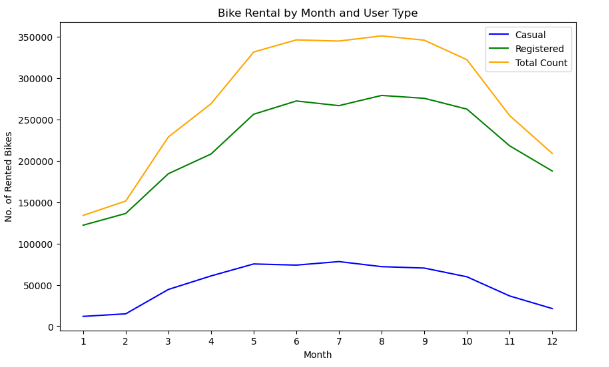 Bike Rental by Month and User Type
Casual
Registered
Total Count
350000
300000
250000
200000
150000
100000
50000
0
No. of Rented Bikes
1 2 3 4 5 6 7 8 9 10 11 12
Month